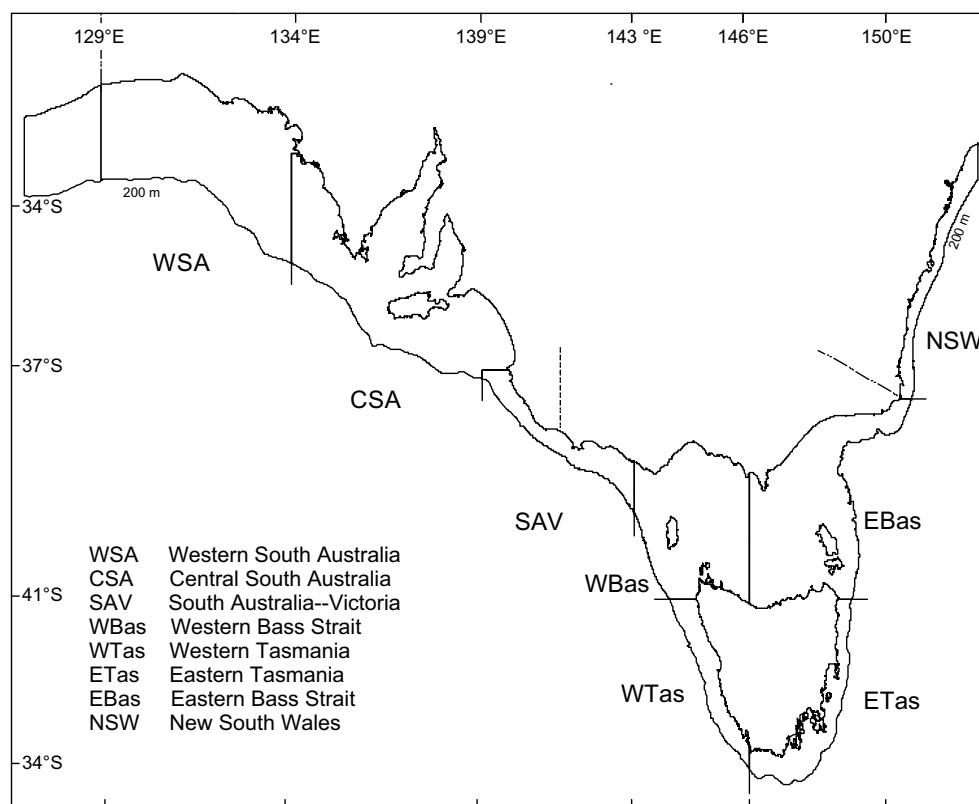 129°E 134°E 139°E 143 °E 146°E 150°E
200 m
34°S
WSA
200 m
NSW
37°S
CSA
SAV
EBas
WSA Western South Australia
CSA Central South Australia
SAV South Australia--Victoria
WBas Western Bass Strait
WTas Western Tasmania
ETas Eastern Tasmania
EBas Eastern Bass Strait
NSW New South Wales
WBas
41°S
WTas
ETas
34°S